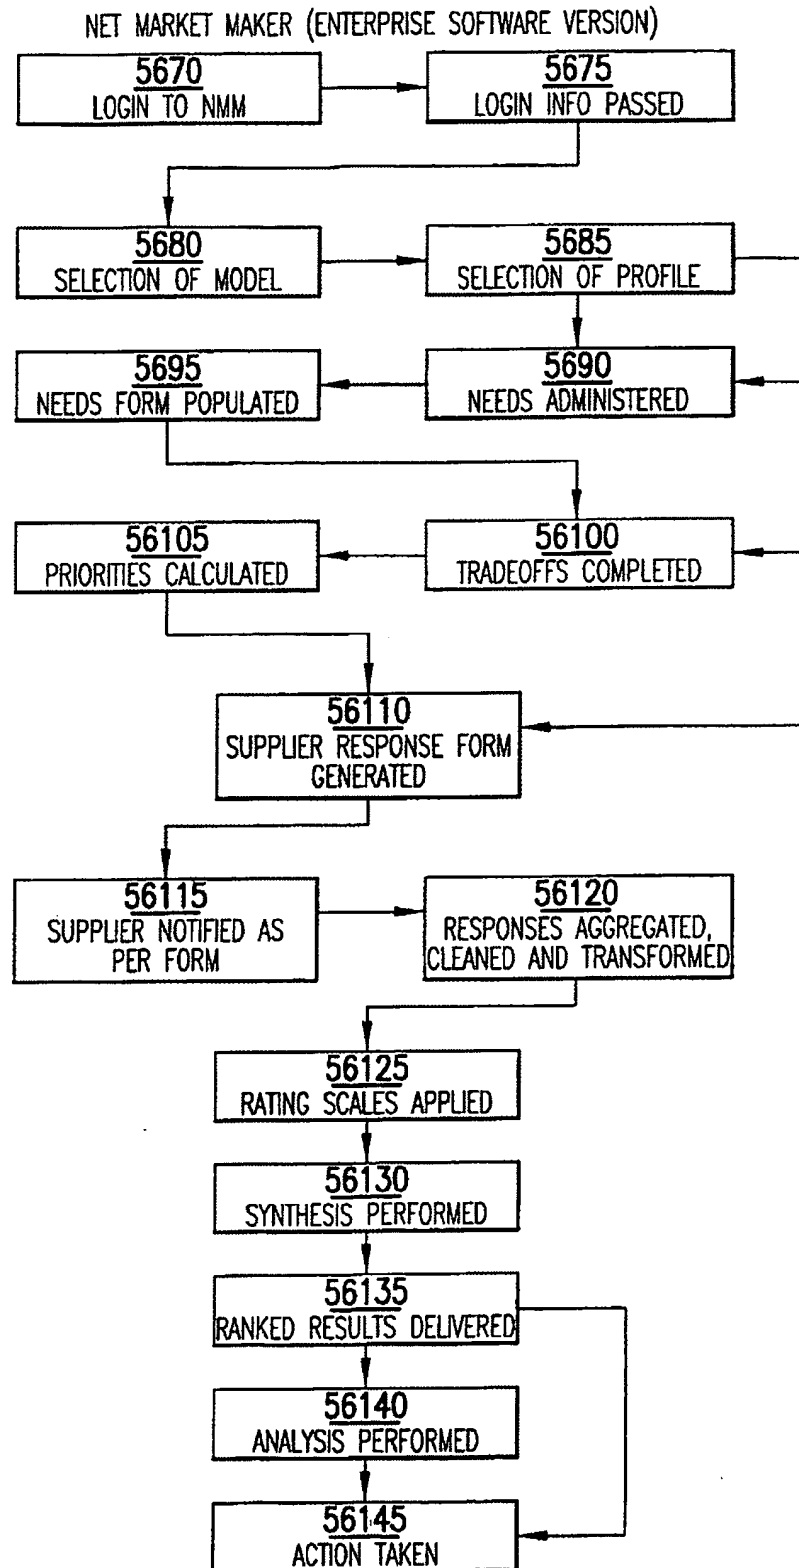 NET MARKET MAKER (ENTERPRISE SOFTWARE VERSION)
5670
LOGIN TO NMM
5675
LOGIN INFO PASSED
5680
SELECTION OF MODEL
5685
SELECTION OF PROFILE
5695
NEEDS FORM POPULATED
5690
NEEDS ADMINISTERED
56105
PRIORITIES CALCULATED
56100
TRADEOFFS COMPLETED
56110
SUPPLIER RESPONSE FORM
GENERATED
56115
SUPPLIER NOTIFIED AS
PER FORM
56120
RESPONSES AGGREGATED,
CLEANED AND TRANSFORMED
56125
RATING SCALES APPLIED
56130
SYNTHESIS PERFORMED
56135
RANKED RESULTS DELIVERED
56140
ANALYSIS PERFORMED
56145
ACTION TAKEN